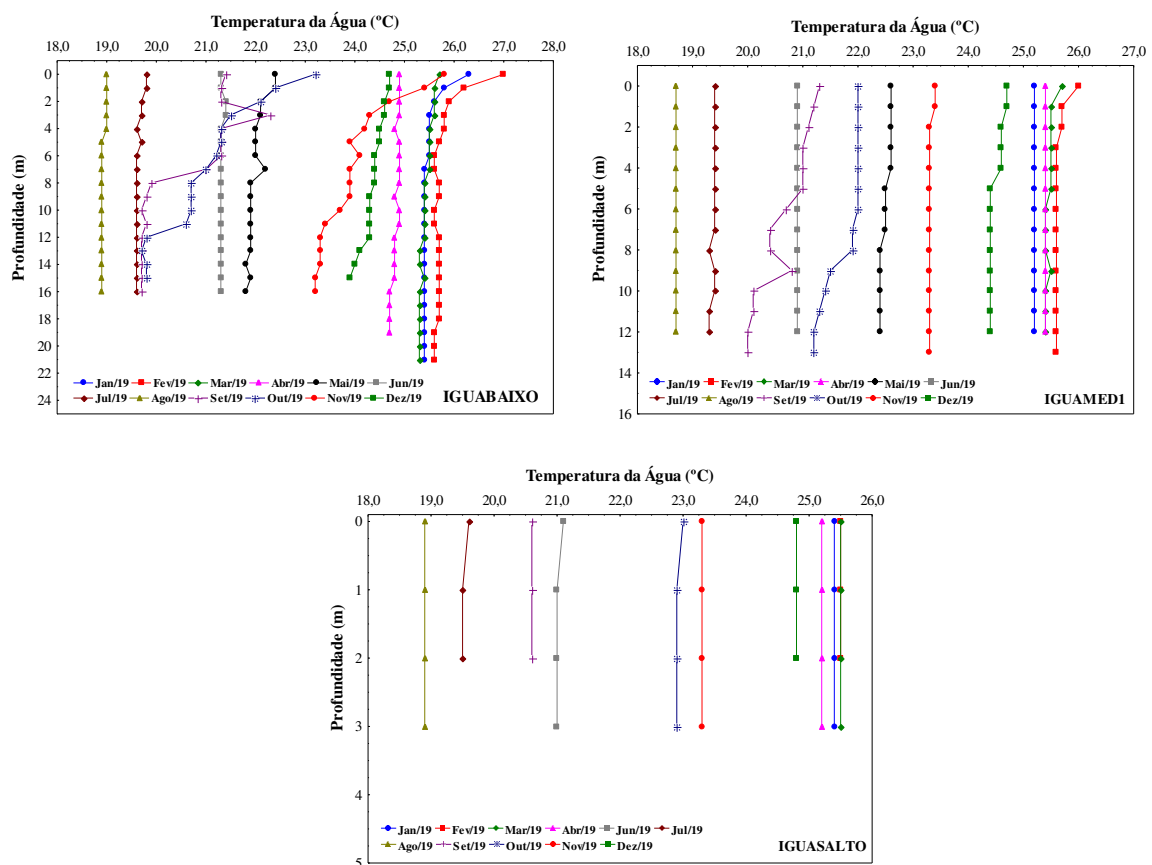 Temperatura da Água (ºC)
18,0 19,0 20,0 21,0 22,0 23,0 24,0 25,0 26,0 27,0 28,0
Profundidade (m)
0
2
4
6
8
10
12
14
16
18
20
22
24
Jan/19 Fev/19 Mar/19 Abr/19 Mai/19 Jun/19
Jul/19 Ago/19 Set/19 Out/19 Nov/19 Dez/19
IGUABAIXO
Temperatura da Água (ºC)
18,0 19,0 20,0 21,0 22,0 23,0 24,0 25,0 26,0 27,0
Profundidade (m)
0
2
4
6
8
10
12
14
16
Jan/19 Fev/19 Mar/19 Abr/19 Mai/19 Jun/19
Jul/19 Ago/19 Set/19 Out/19 Nov/19 Dez/19
IGUAMED1
Temperatura da Água (ºC)
18,0 19,0 20,0 21,0 22,0 23,0 24,0 25,0 26,0
Profundidade (m)
0
1
2
3
4
5
Jan/19 Fev/19 Mar/19 Abr/19 Jun/19 Jul/19
Ago/19 Set/19 Out/19 Nov/19 Dez/19
IGUASALTO